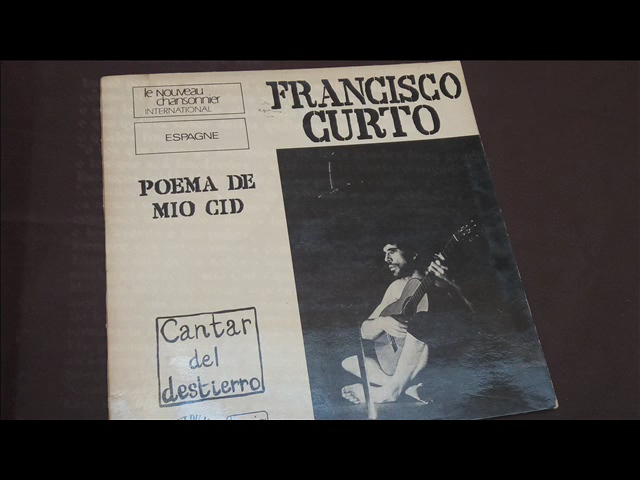 le Nouveau
chansonnier
INTERNATIONAL
ESPAGNE
FRANCISCO
CURTO
POEMA DE
MIO CID
Cantar
del
destierro